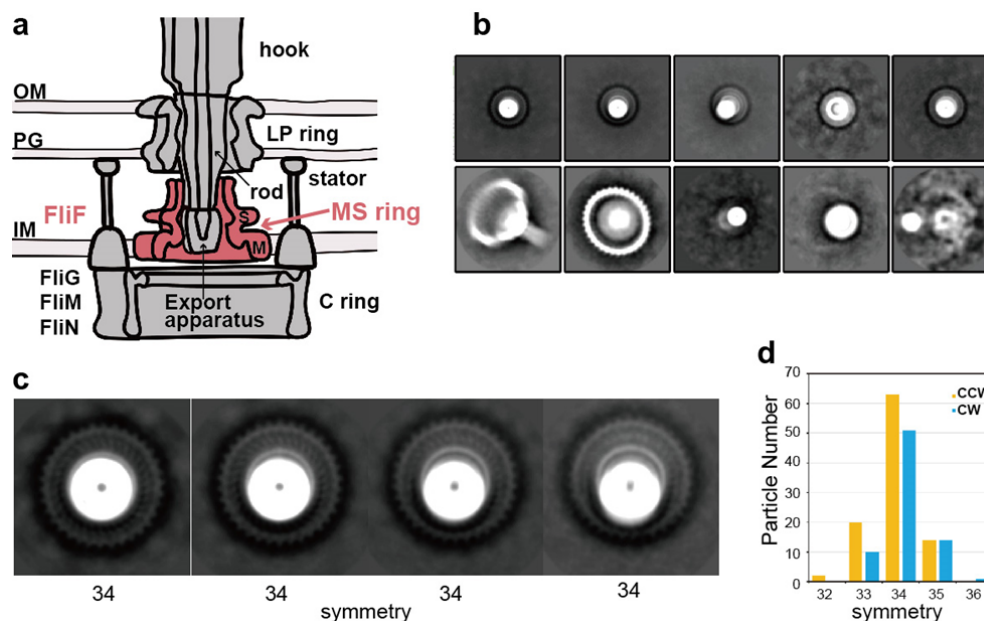 a
hook
OM
PG
LP ring
rod
stator
FliF
MS ring
S
IM
M
FliG
FliM
FliN
Export
apparatus
C ring
b
c
34 34 34 34
symmetry
d
Particle Number
70
60
50
40
30
20
10
0
CCW
CW
32 33 34 35 36
symmetry